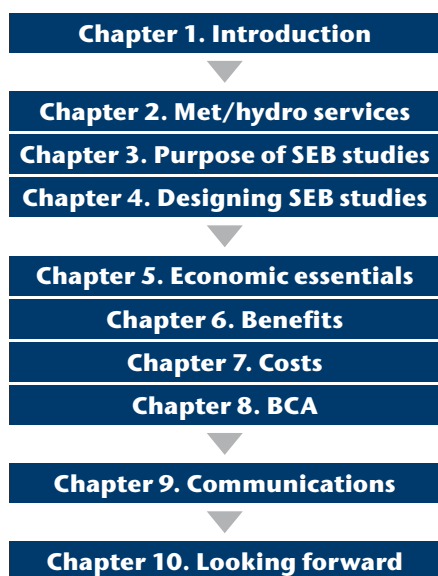 Chapter 1. Introduction
Chapter 2. Met/hydro services
Chapter 3. Purpose of SEB studies
Chapter 4. Designing SEB studies
Chapter 5. Economic essentials
Chapter 6. Benefits
Chapter 7. Costs
Chapter 8. BCA
Chapter 9. Communications
Chapter 10. Looking forward